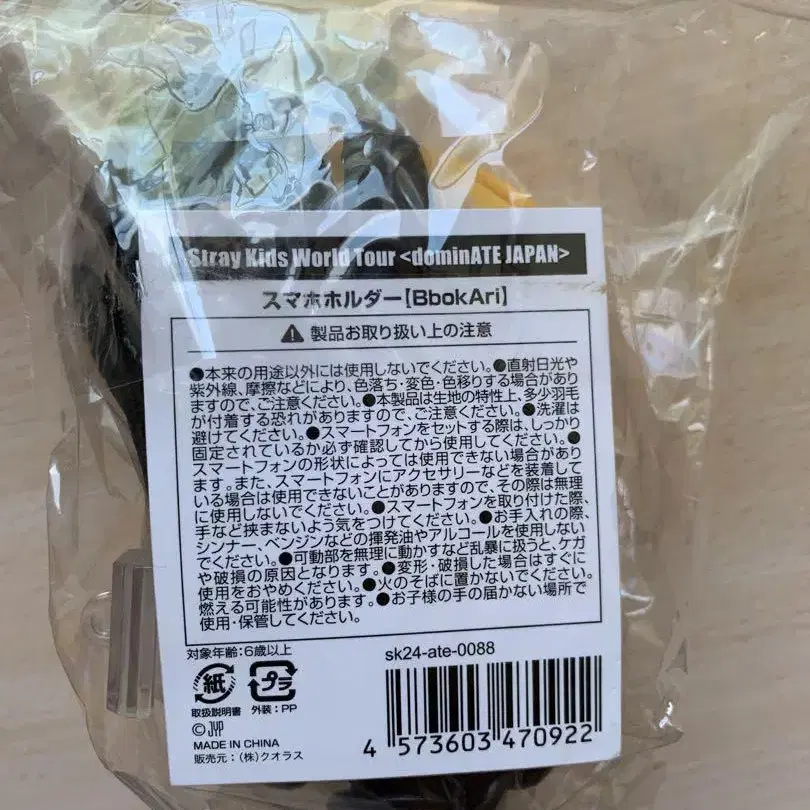 Stray Kids World Tour <dominATE JAPAN>
スマホホルダー【BbokAri】
⚠ 製品お取り扱い上の注意
●本来の用途以外には使用しないでください。●直射日光や
紫外線、摩擦などにより、色落ち・変色・色移りする場合があり
ますので、ご注意ください。●本製品は生地の特性上、多少羽毛
が付着する恐れがありますので、ご注意ください。●洗濯は
避けてください。●スマートフォンをセットする際は、しっかり
固定されているか必ず確認してから使用してください。●
スマートフォンの形状によっては使用できない場合があり
ます。また、スマートフォンにアクセサリーなどを装着して
いる場合は使用できないことがありますので、その際は無理
に使用しないでください。●スマートフォンを取り付けた際、
手など挟まないよう気をつけてください。●お手入れの際、
シンナー、ベンジンなどの揮発油やアルコールを使用しない
でください。●可動部を無理に動かすなど乱暴に扱うと、ケガ
や破損の原因となります。●変形・破損した場合はすぐに
使用をおやめください。●火のそばに置かないでください。
燃える可能性があります。●お子様の手の届かない場所で
使用・保管してください。
対象年齢:6歳以上
sk24-ate-0088
紙
プラ
取扱説明書
外装:PP
©JYP
MADE IN CHINA
販売元:(株)クオラス
4 573603 470922